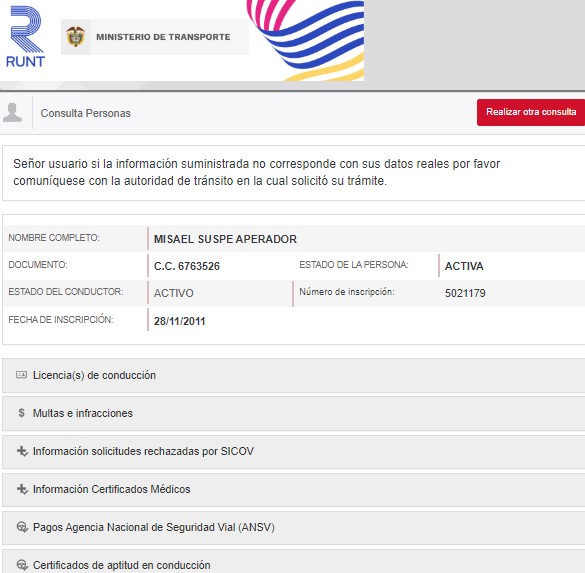 RUNT
MINISTERIO DE TRANSPORTE
Consulta Personas
Realizar otra consulta
Señor usuario si la información suministrada no corresponde con sus datos reales por favor
comuníquese con la autoridad de tránsito en la cual solicitó su trámite.
NOMBRE COMPLETO: MISAEL SUSPE APERADOR
DOCUMENTO: C.C. 6763526 ESTADO DE LA PERSONA: ACTIVA
ESTADO DEL CONDUCTOR: ACTIVO Número de inscripción: 5021179
FECHA DE INSCRIPCIÓN: 28/11/2011
Licencia(s) de conducción
$ Multas e infracciones
Información solicitudes rechazadas por SICOV
Información Certificados Médicos
Pagos Agencia Nacional de Seguridad Vial (ANSV)
Certificados de aptitud en conducción